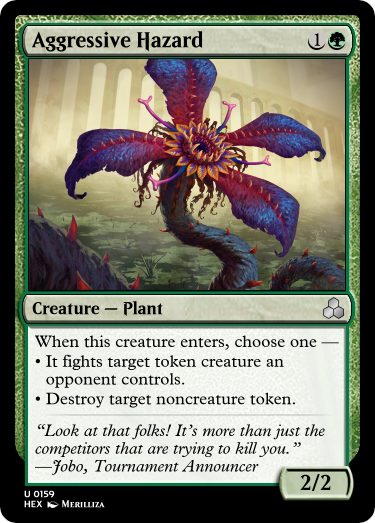 Aggressive Hazard 1
Creature — Plant
When this creature enters, choose one —
• It fights target token creature an
opponent controls.
• Destroy target noncreature token.
“Look at that folks! It’s more than just the
competitors that are trying to kill you.”
—Jobo, Tournament Announcer
2/2
U 0159
HEX Merilliza